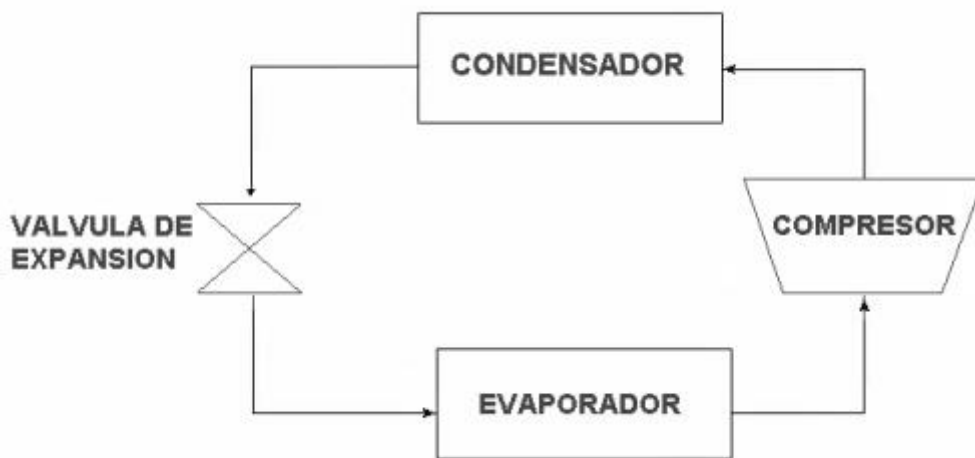 CONDENSADOR
VALVULA DE
EXPANSION
COMPRESOR
EVAPORADOR